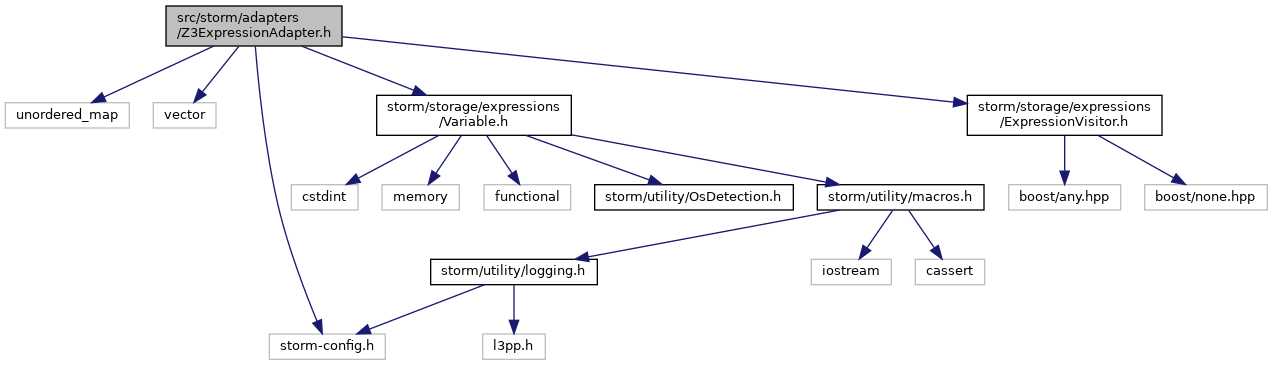 src/storm/adapters
/Z3ExpressionAdapter.h
unordered_map
vector
storm/storage/expressions
/Variable.h
storm/storage/expressions
/ExpressionVisitor.h
cstdint
memory
functional
storm/utility/OsDetection.h
storm/utility/macros.h
boost/any.hpp
boost/none.hpp
storm/utility/logging.h
iostream
cassert
storm-config.h
l3pp.h